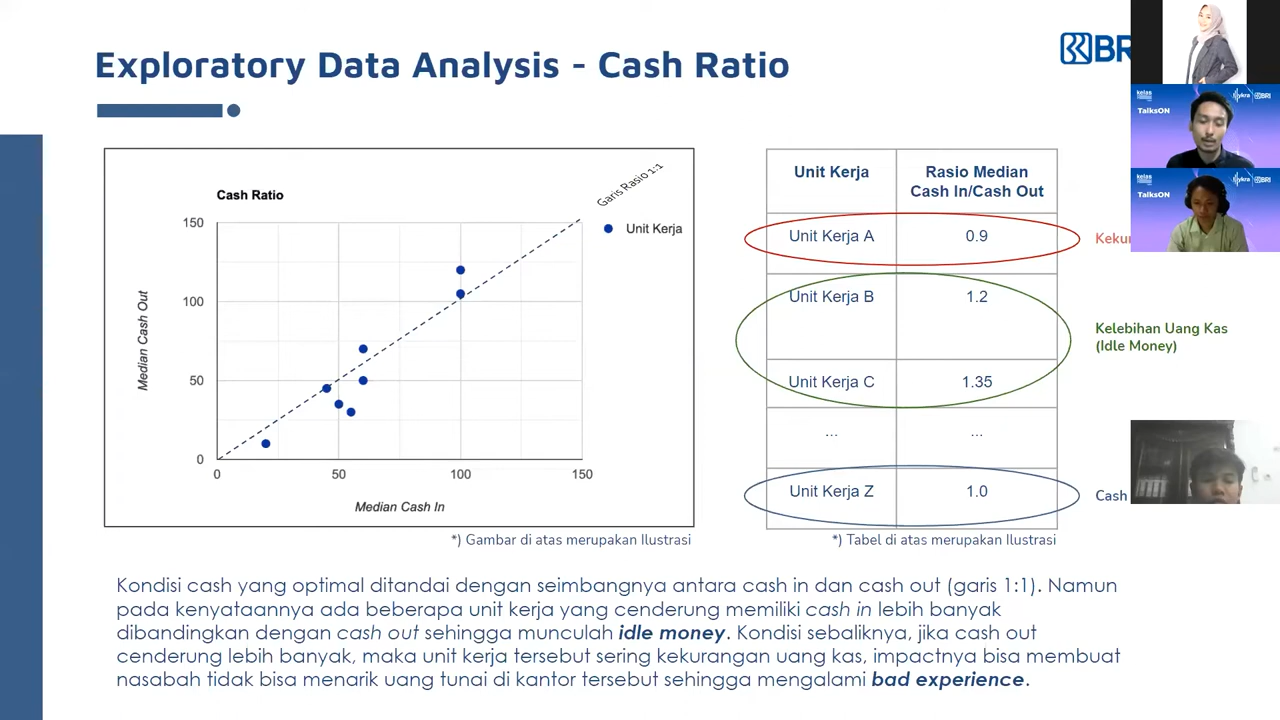 Exploratory Data Analysis - Cash Ratio
BRI
kelas
BRI
TalksON
kelas
BRI
TalksON
Cash Ratio
Garis Rasio 1:1
Unit Kerja
150
100
50
0
0
50
100
150
Median Cash Out
Median Cash In
*) Gambar di atas merupakan Ilustrasi
Unit Kerja
Rasio Median
Cash In/Cash Out
Unit Kerja A
0.9
Unit Kerja B
1.2
Kelebihan Uang Kas
(Idle Money)
Unit Kerja C
1.35
...
...
Unit Kerja Z
1.0
Cash
*) Tabel di atas merupakan Ilustrasi
Kondisi cash yang optimal ditandai dengan seimbangnya antara cash in dan cash out (garis 1:1). Namun
pada kenyataannya ada beberapa unit kerja yang cenderung memiliki cash in lebih banyak
dibandingkan dengan cash out sehingga munculah idle money. Kondisi sebaliknya, jika cash out
cenderung lebih banyak, maka unit kerja tersebut sering kekurangan uang kas, impactnya bisa membuat
nasabah tidak bisa menarik uang tunai di kantor tersebut sehingga mengalami bad experience.